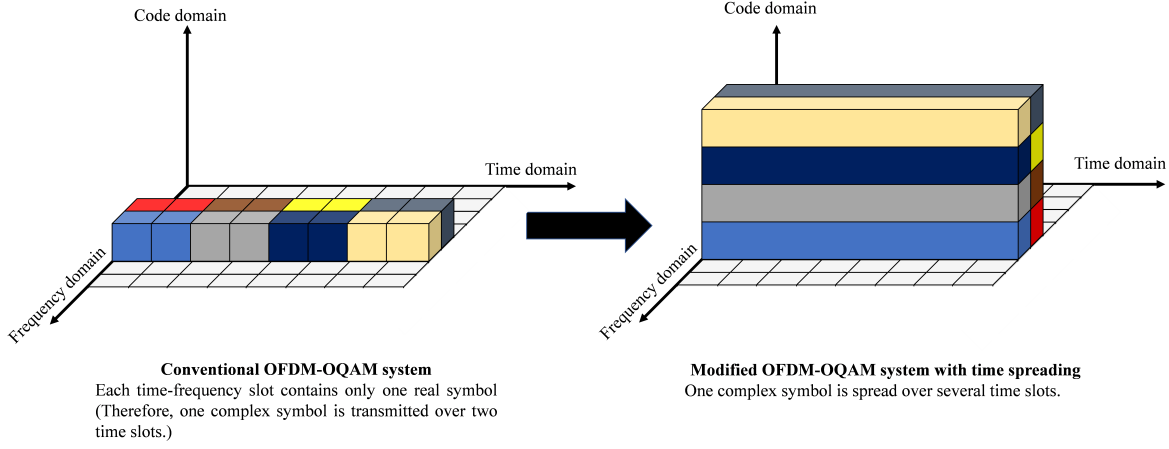 Code domain
Time domain
Frequency domain
Conventional OFDM-OQAM system
Each time-frequency slot contains only one real symbol
(Therefore, one complex symbol is transmitted over two
time slots.)
Code domain
Time domain
Frequency domain
Modified OFDM-OQAM system with time spreading
One complex symbol is spread over several time slots.